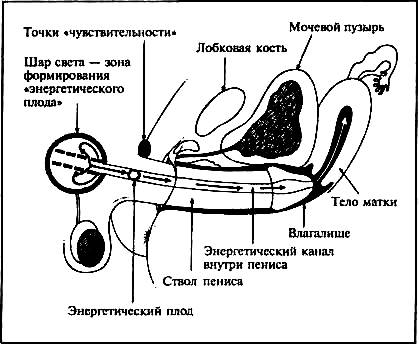 Точки «чувствительности»
Шар света — зона
формирования
«энергетического
плода»
Лобковая кость
Мочевой пузырь
Тело матки
Влагалише
Энергетический канал
внутри пениса
Ствол пениса
Энергетический плод